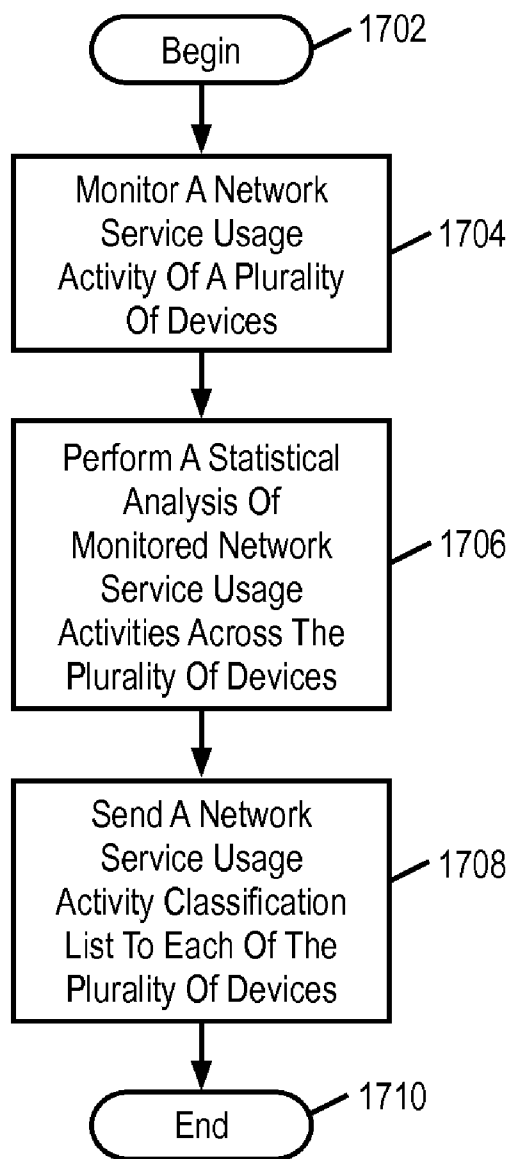 Begin
1702
Monitor A Network
Service Usage
Activity Of A Plurality
Of Devices
1704
Perform A Statistical
Analysis Of
Monitored Network
Service Usage
Activities Across The
Plurality Of Devices
1706
Send A Network
Service Usage
Activity Classification
List To Each Of The
Plurality Of Devices
1708
End
1710